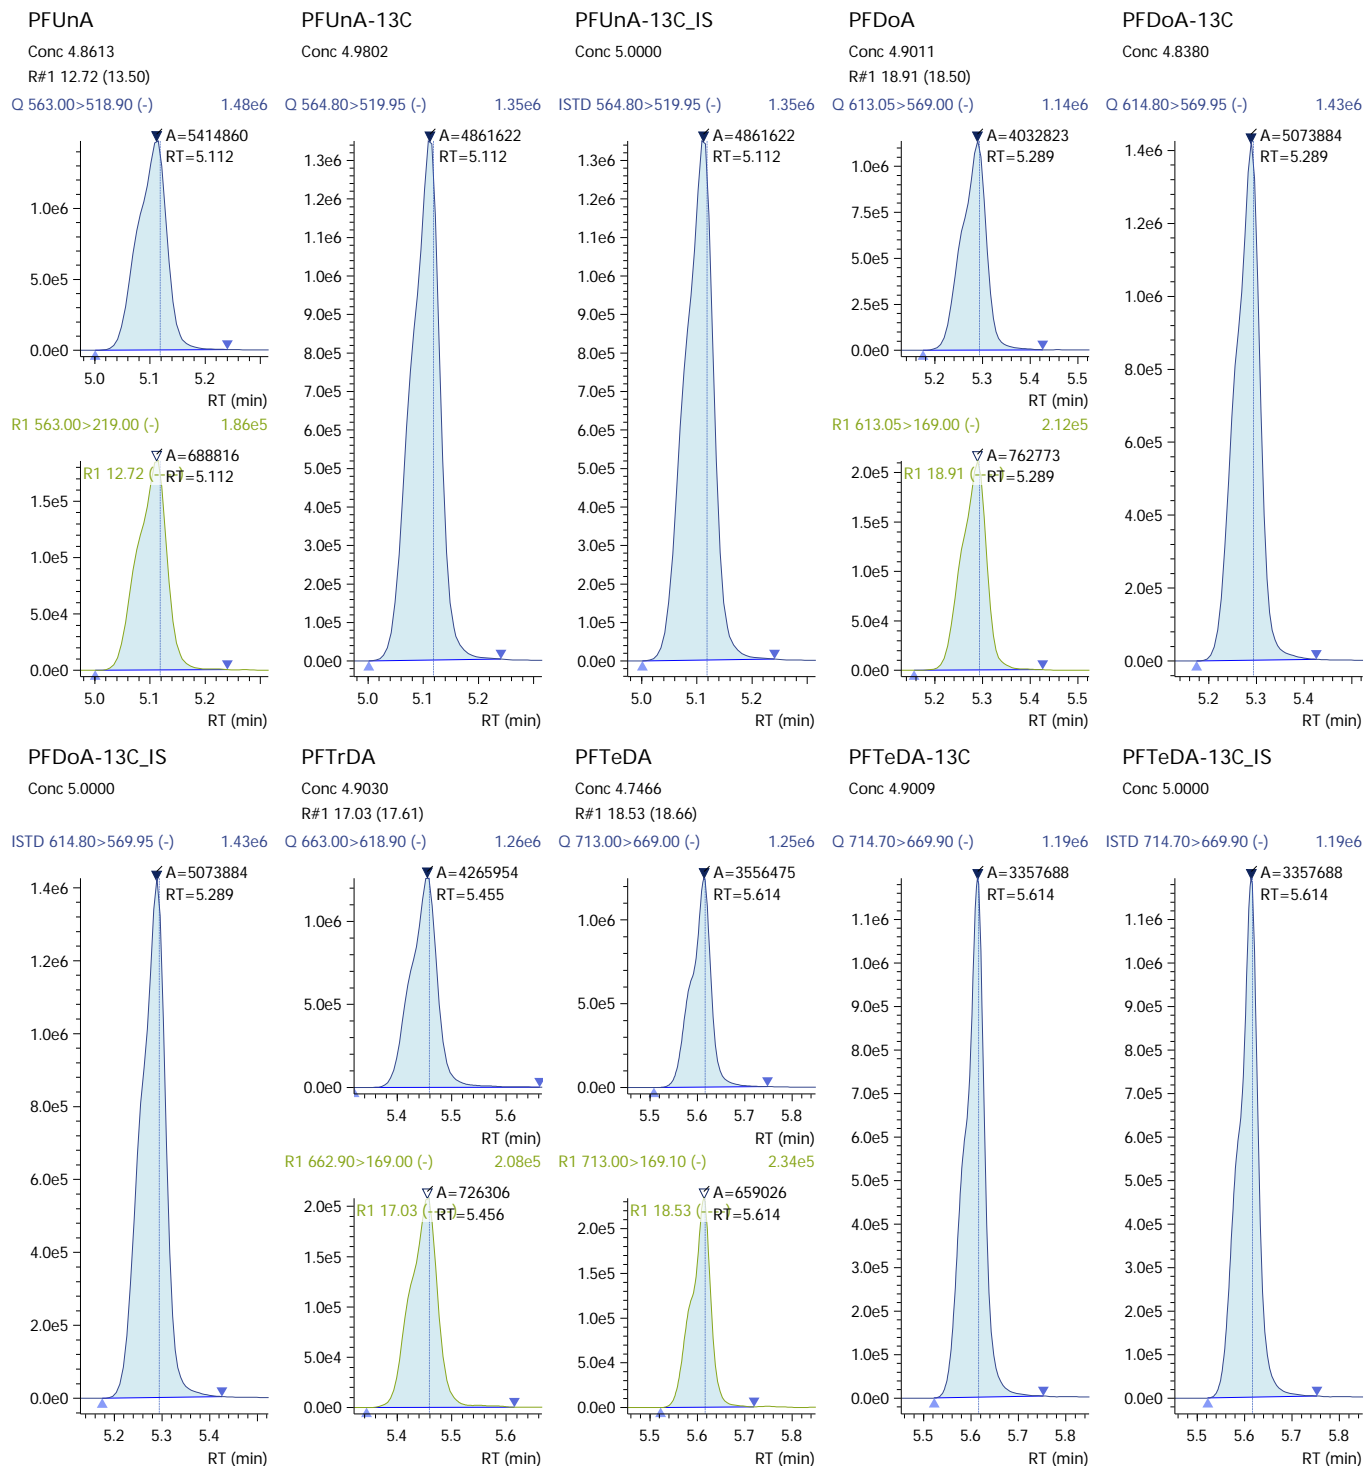 PFUnA
Conc 4.8613
R#1 12.72 (13.50)
Q 563.00>518.90 (-) 1.48e6
A=5414860
RT=5.112
1.0e6
5.0e5
0.0e0
5.0 5.1 5.2
RT (min)
R1 563.00>219.00 (-) 1.86e5
A=688816
R1 12.72 (
RT=5.112
1.5e5
1.0e5
5.0e4
0.0e0
5.0 5.1 5.2
RT (min)
PFUnA-13C
Conc 4.9802
Q 564.80>519.95 (-) 1.35e6
A=4861622
RT=5.112
1.3e6
1.2e6
1.1e6
1.0e6
9.0e5
8.0e5
7.0e5
6.0e5
5.0e5
4.0e5
3.0e5
2.0e5
1.0e5
0.0e0
5.0 5.1 5.2
RT (min)
PFUnA-13C_IS
Conc 5.0000
ISTD 564.80>519.95 (-) 1.35e6
A=4861622
RT=5.112
1.3e6
1.2e6
1.1e6
1.0e6
9.0e5
8.0e5
7.0e5
6.0e5
5.0e5
4.0e5
3.0e5
2.0e5
1.0e5
0.0e0
5.0 5.1 5.2
RT (min)
PFDoA
Conc 4.9011
R#1 18.91 (18.50)
Q 613.05>569.00 (-) 1.14e6
A=4032823
RT=5.289
1.0e6
7.5e5
5.0e5
2.5e5
0.0e0
5.2 5.3 5.4 5.5
RT (min)
R1 613.05>169.00 (-) 2.12e5
A=762773
R1 18.91 (
RT=5.289
2.0e5
1.5e5
1.0e5
5.0e4
0.0e0
5.2 5.3 5.4 5.5
RT (min)
PFDoA-13C
Conc 4.8380
Q 614.80>569.95 (-) 1.43e6
A=5073884
RT=5.289
1.4e6
1.2e6
1.0e6
8.0e5
6.0e5
4.0e5
2.0e5
0.0e0
5.2 5.3 5.4
RT (min)
PFDoA-13C_IS
Conc 5.0000
ISTD 614.80>569.95 (-) 1.43e6
A=5073884
RT=5.289
1.4e6
1.2e6
1.0e6
8.0e5
6.0e5
4.0e5
2.0e5
0.0e0
5.2 5.3 5.4
RT (min)
PFTrDA
Conc 4.9030
R#1 17.03 (17.61)
Q 663.00>618.90 (-) 1.26e6
A=4265954
RT=5.455
1.0e6
5.0e5
0.0e0
5.4 5.5 5.6
RT (min)
R1 662.90>169.00 (-) 2.08e5
A=726306
R1 17.03 (
RT=5.456
2.0e5
1.5e5
1.0e5
5.0e4
0.0e0
5.4 5.5 5.6
RT (min)
PFTeDA
Conc 4.7466
R#1 18.53 (18.66)
Q 713.00>669.00 (-) 1.25e6
A=3556475
RT=5.614
1.0e6
5.0e5
0.0e0
5.5 5.6 5.7 5.8
RT (min)
R1 713.00>169.10 (-) 2.34e5
A=659026
R1 18.53 (
RT=5.614
2.0e5
1.5e5
1.0e5
5.0e4
0.0e0
5.5 5.6 5.7 5.8
RT (min)
PFTeDA-13C
Conc 4.9009
Q 714.70>669.90 (-) 1.19e6
A=3357688
RT=5.614
1.1e6
1.0e6
9.0e5
8.0e5
7.0e5
6.0e5
5.0e5
4.0e5
3.0e5
2.0e5
1.0e5
0.0e0
5.5 5.6 5.7 5.8
RT (min)
PFTeDA-13C_IS
Conc 5.0000
ISTD 714.70>669.90 (-) 1.19e6
A=3357688
RT=5.614
1.1e6
1.0e6
9.0e5
8.0e5
7.0e5
6.0e5
5.0e5
4.0e5
3.0e5
2.0e5
1.0e5
0.0e0
5.5 5.6 5.7 5.8
RT (min)